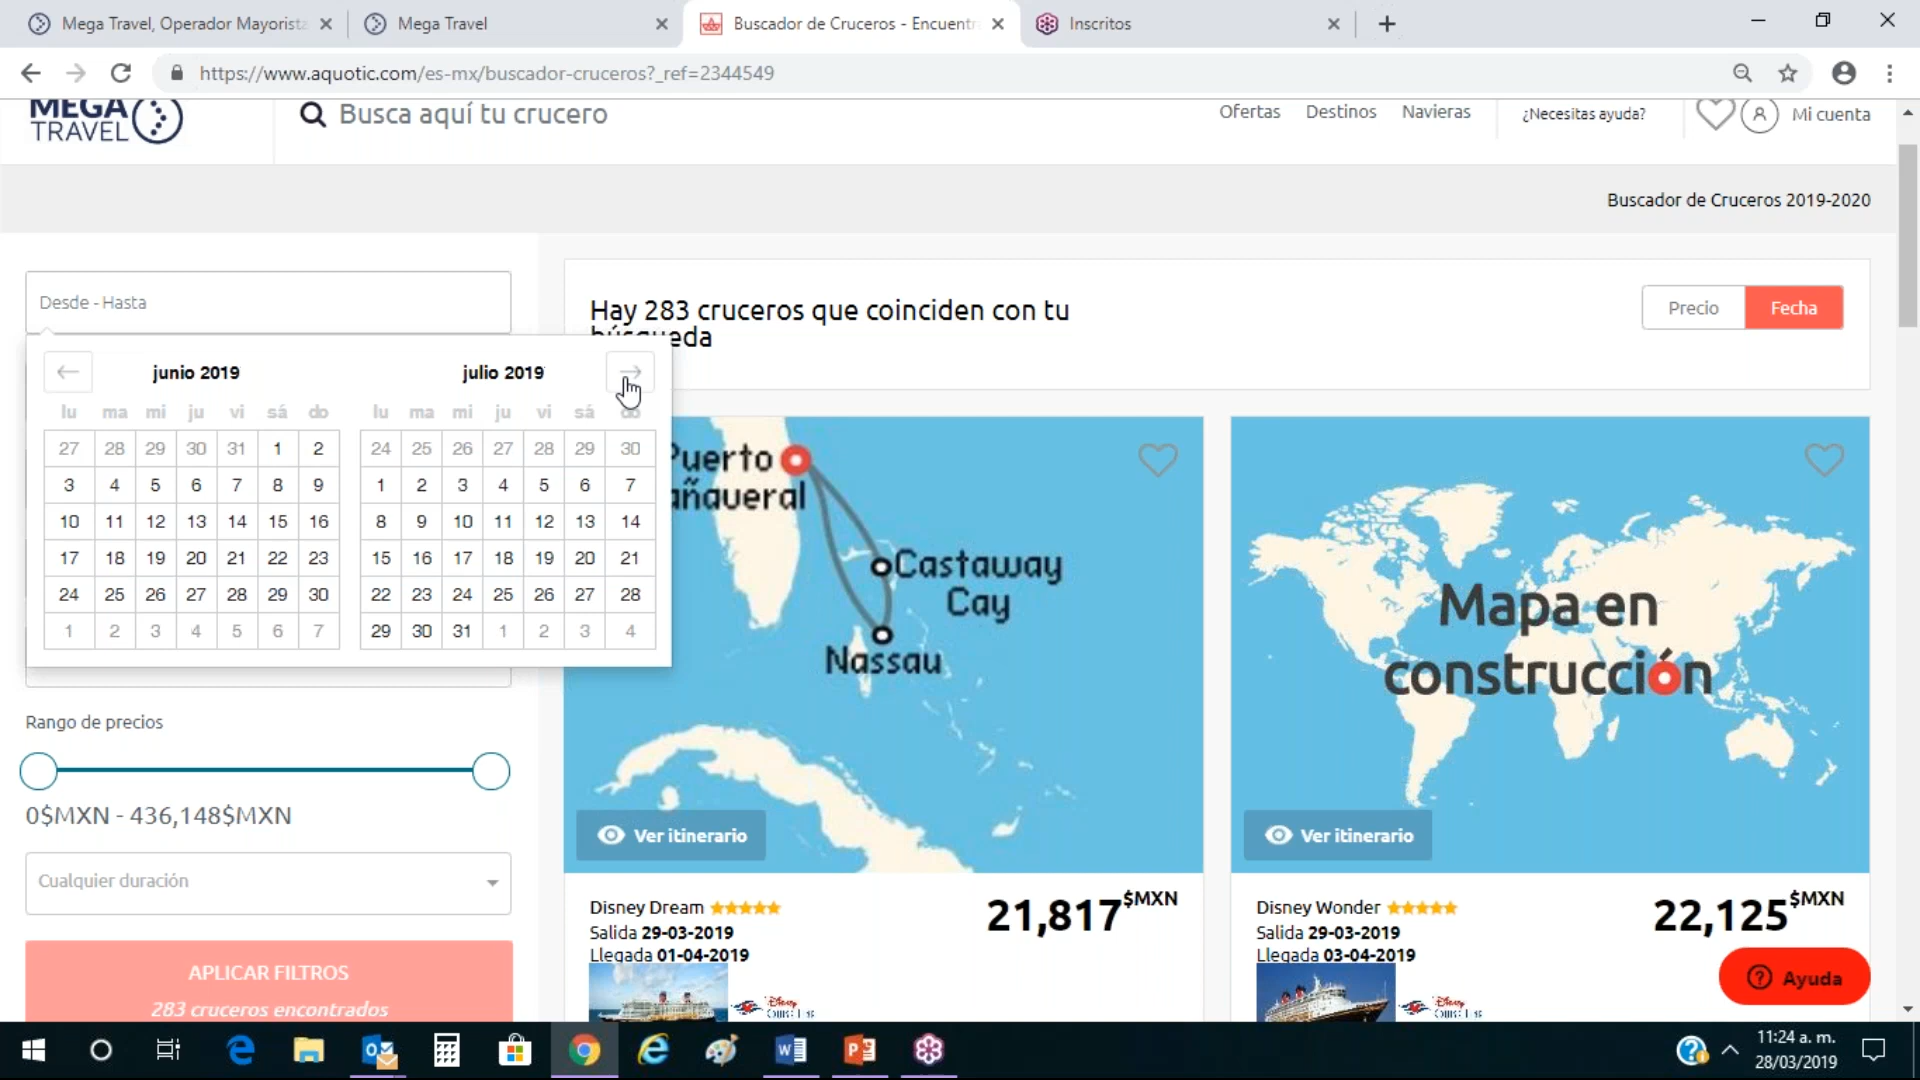 Mega Travel, Operador Mayorista
Mega Travel
Buscador de Cruceros - Encuentr
Inscritos
https://www.aquotic.com/es-mx/buscador-cruceros?_ref=2344549
MEGA
TRAVEL
Busca aquí tu crucero
Ofertas Destinos Navieras ¿Necesitas ayuda? Mi cuenta
Buscador de Cruceros 2019-2020
Desde - Hasta
Hay 283 cruceros que coinciden con tu
búsqueda
Precio Fecha
junio 2019 julio 2019
lu ma mi ju vi sá do lu ma mi ju vi sá do
27 28 29 30 31 1 2 24 25 26 27 28 29 30
3 4 5 6 7 8 9 1 2 3 4 5 6 7
10 11 12 13 14 15 16 8 9 10 11 12 13 14
17 18 19 20 21 22 23 15 16 17 18 19 20 21
24 25 26 27 28 29 30 22 23 24 25 26 27 28
1 2 3 4 5 6 7 29 30 31 1 2 3 4
Puerto
añaveral
Castaway
Cay
Nassau
Mapa en
construcción
Ver itinerario
Ver itinerario
Rango de precios
0$MXN - 436,148$MXN
Cualquier duración
APLICAR FILTROS
283 cruceros encontrados
Disney Dream
Salida 29-03-2019
Llegada 01-04-2019
21,817$MXN
Disney
Disney Wonder
Salida 29-03-2019
Llegada 03-04-2019
22,125$MXN
Disney
Ayuda
11:24 a. m.
28/03/2019